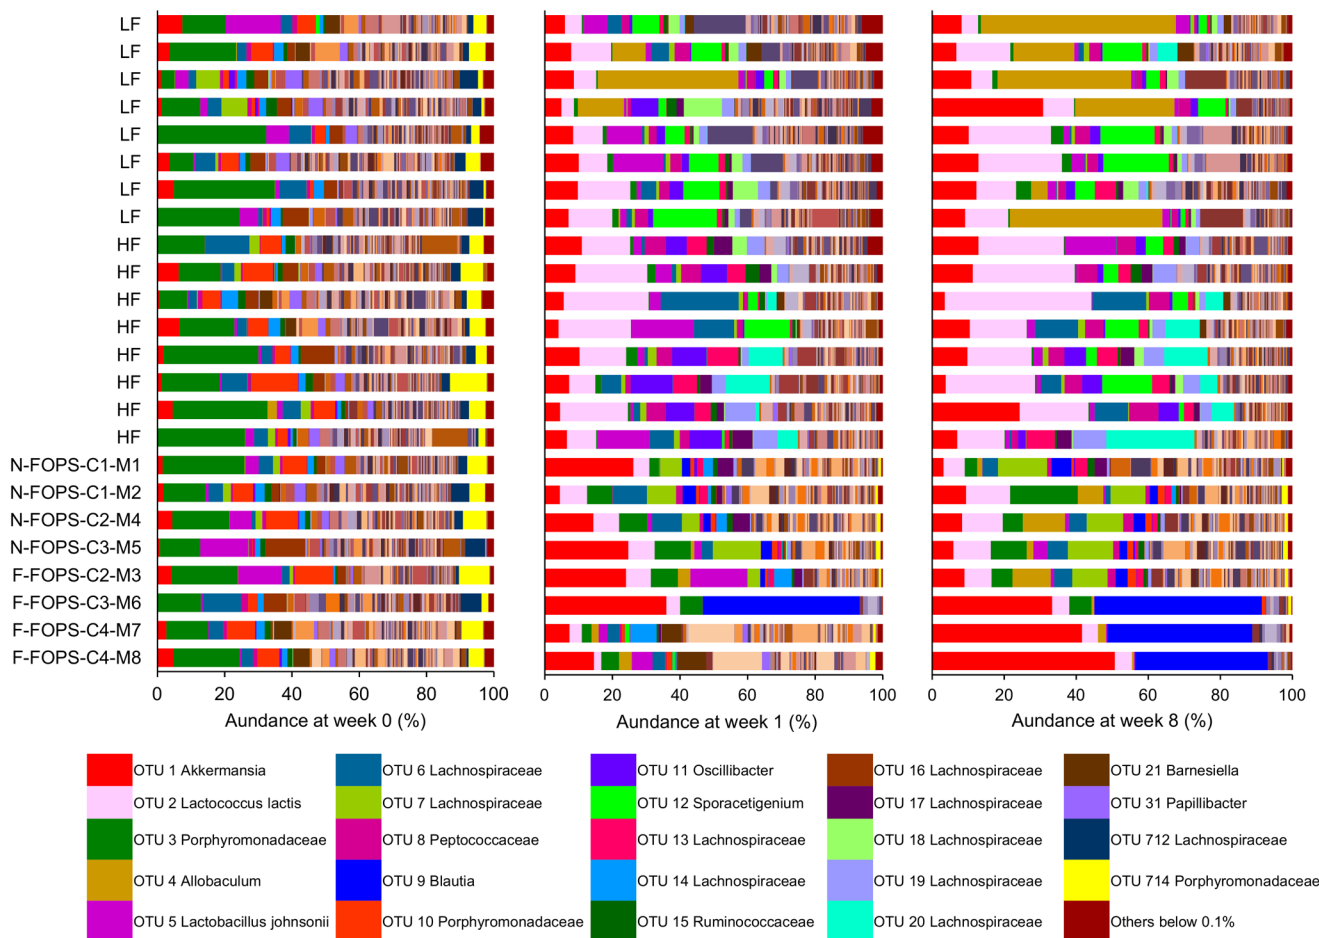 LF
LF
LF
LF
LF
LF
LF
LF
HF
HF
HF
HF
HF
HF
HF
HF
N-FOPS-C1-M1
N-FOPS-C1-M2
N-FOPS-C2-M4
N-FOPS-C3-M5
F-FOPS-C2-M3
F-FOPS-C3-M6
F-FOPS-C4-M7
F-FOPS-C4-M8
0 20 40 60 80 100
Aundance at week 0 (%)
0 20 40 60 80 100
Aundance at week 1 (%)
0 20 40 60 80 100
Aundance at week 8 (%)
OTU 1 Akkermansia
OTU 2 Lactococcus lactis
OTU 3 Porphyromonadaceae
OTU 4 Allobaculum
OTU 5 Lactobacillus johnsonii
OTU 6 Lachnospiraceae
OTU 7 Lachnospiraceae
OTU 8 Peptococcaceae
OTU 9 Blautia
OTU 10 Porphyromonadaceae
OTU 11 Oscillibacter
OTU 12 Sporacetigenium
OTU 13 Lachnospiraceae
OTU 14 Lachnospiraceae
OTU 15 Ruminococcaceae
OTU 16 Lachnospiraceae
OTU 17 Lachnospiraceae
OTU 18 Lachnospiraceae
OTU 19 Lachnospiraceae
OTU 20 Lachnospiraceae
OTU 21 Barnesiella
OTU 31 Papillibacter
OTU 712 Lachnospiraceae
OTU 714 Porphyromonadaceae
Others below 0.1%